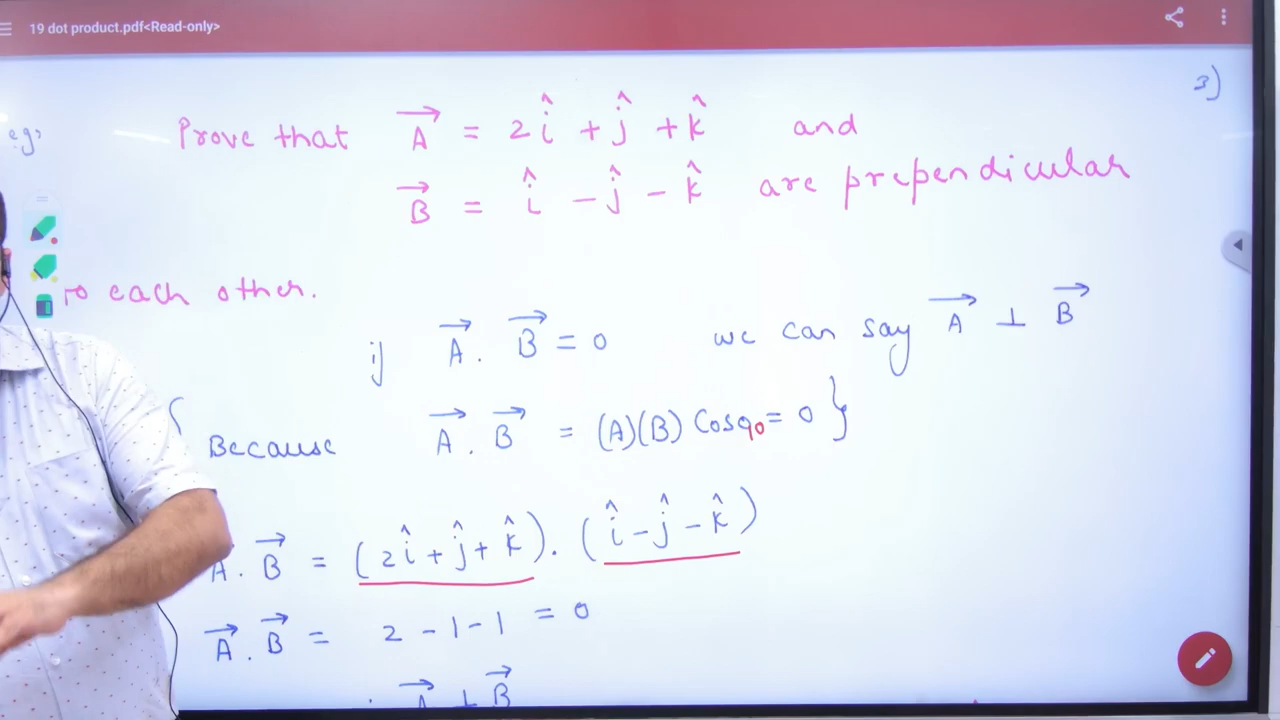 19 dot product.pdf<Read-only>
3)
e.g:
Prove that A⃗ = 2î + ĵ + k̂ and
B⃗ = î - ĵ - k̂ are prependicular
to each other.
if A⃗ . B⃗ = 0 we can say A⃗ ⊥ B⃗
{ Because A⃗ . B⃗ = (A)(B) Cos90 = 0 }
A⃗ . B⃗ = (2î + ĵ + k̂) . (î - ĵ - k̂)
A⃗ . B⃗ = 2 - 1 - 1 = 0
A⃗ ⊥ B⃗